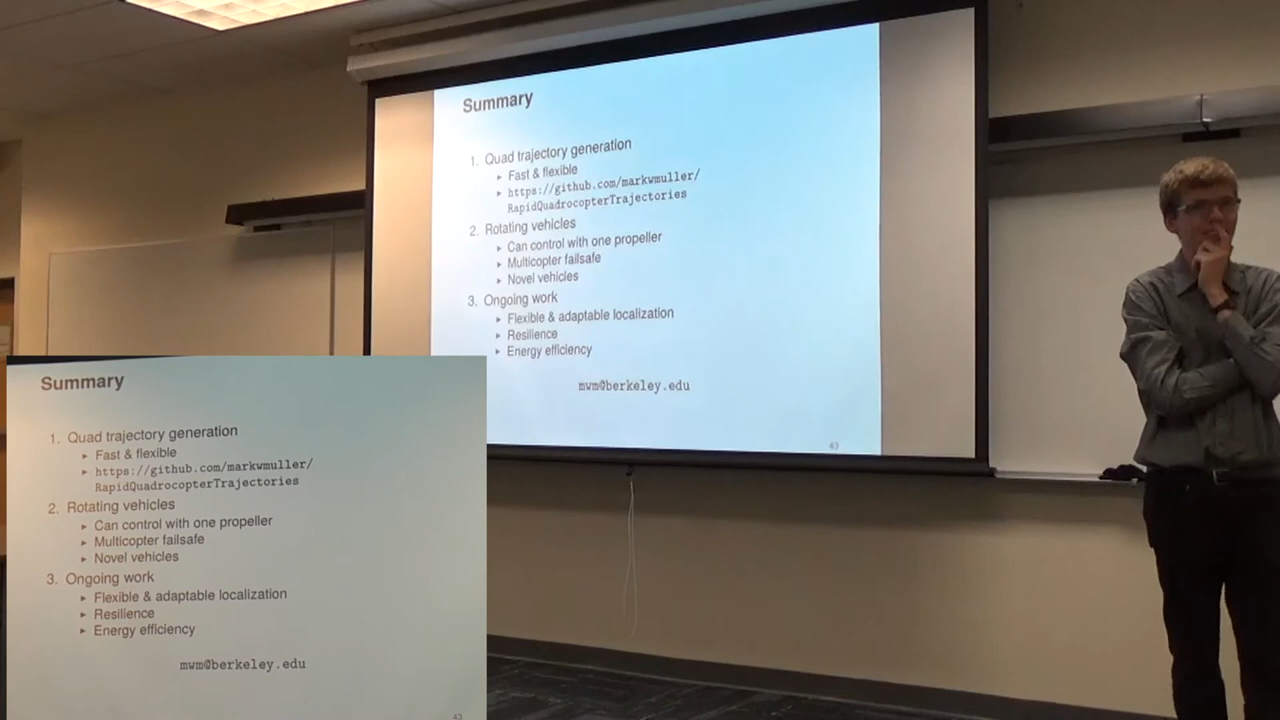 Summary
1. Quad trajectory generation
▸ Fast & flexible
▸ https://github.com/markwmuller/
RapidQuadrocopterTrajectories
2. Rotating vehicles
▸ Can control with one propeller
▸ Multicopter failsafe
▸ Novel vehicles
3. Ongoing work
▸ Flexible & adaptable localization
▸ Resilience
▸ Energy efficiency
mwm@berkeley.edu
43
Summary
1. Quad trajectory generation
▸ Fast & flexible
▸ https://github.com/markwmuller/
RapidQuadrocopterTrajectories
2. Rotating vehicles
▸ Can control with one propeller
▸ Multicopter failsafe
▸ Novel vehicles
3. Ongoing work
▸ Flexible & adaptable localization
▸ Resilience
▸ Energy efficiency
mwm@berkeley.edu
43